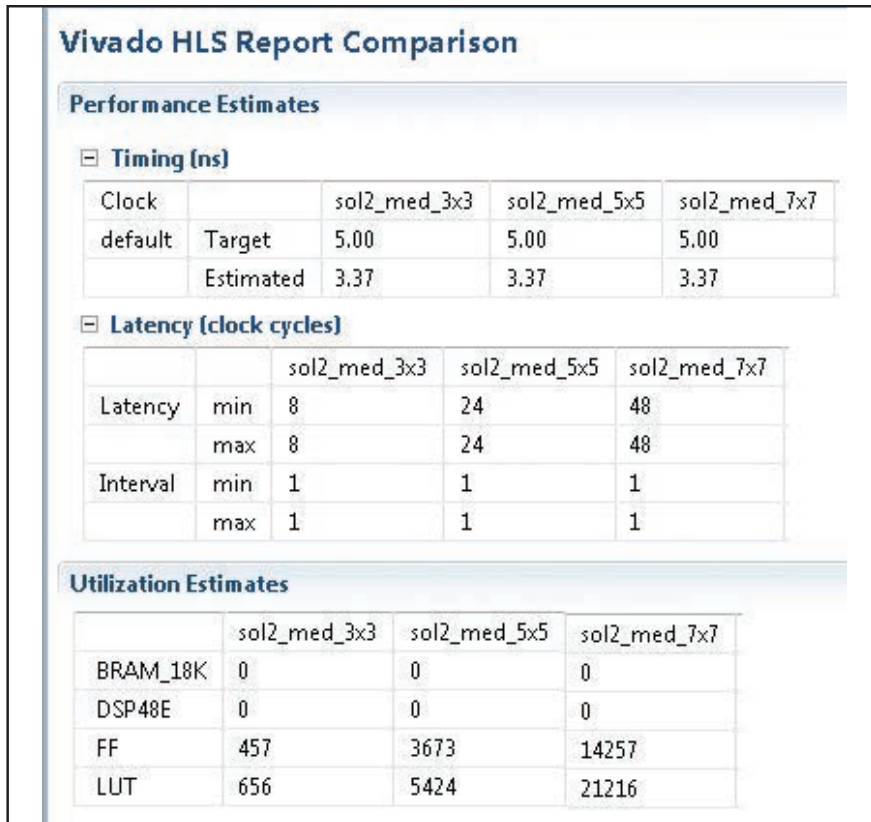 Vivado HLS Report Comparison
Performance Estimates
Timing (ns)
Clock sol2_med_3x3 sol2_med_5x5 sol2_med_7x7
default Target 5.00 5.00 5.00
Estimated 3.37 3.37 3.37
Latency (clock cycles)
sol2_med_3x3 sol2_med_5x5 sol2_med_7x7
Latency min 8 24 48
max 8 24 48
Interval min 1 1 1
max 1 1 1
Utilization Estimates
sol2_med_3x3 sol2_med_5x5 sol2_med_7x7
BRAM_18K 0 0 0
DSP48E 0 0 0
FF 457 3673 14257
LUT 656 5424 21216